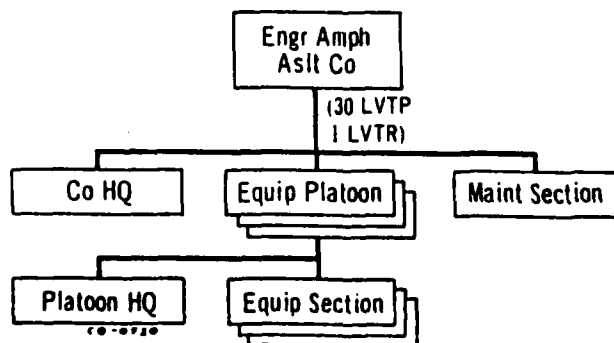 Engr Amph
Aslt Co
(30 LVTP
1 LVTR)
Co HQ
Equip Platoon
Maint Section
Platoon HQ
Equip Section